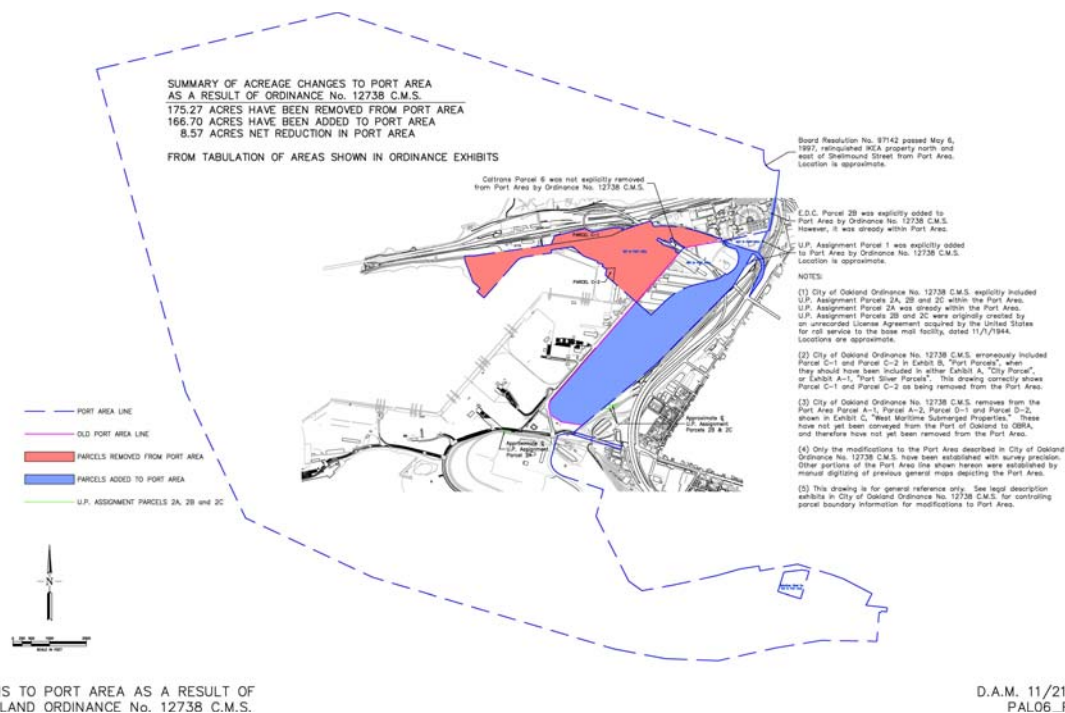 SUMMARY OF ACREAGE CHANGES TO PORT AREA
AS A RESULT OF ORDINANCE No. 12738 C.M.S.
175.27 ACRES HAVE BEEN REMOVED FROM PORT AREA
166.70 ACRES HAVE BEEN ADDED TO PORT AREA
8.57 ACRES NET REDUCTION IN PORT AREA
FROM TABULATION OF AREAS SHOWN IN ORDINANCE EXHIBITS
Caltrans Parcel 6 was not explicitly removed
from Port Area by Ordinance No. 12738 C.M.S.
Board Resolution No. 97142 passed May 6,
1997, relinquished IKEA property north and
east of Shellmound Street from Port Area.
Location is approximate.
E.D.C. Parcel 2B was explicitly added to
Port Area by Ordinance No. 12738 C.M.S.
However, it was already within Port Area.
U.P. Assignment Parcel 1 was explicitly added
to Port Area by Ordinance No. 12738 C.M.S.
Location is approximate.
NOTES:
(1) City of Oakland Ordinance No. 12738 C.M.S. explicitly included
U.P. Assignment Parcels 2A, 2B and 2C within the Port Area.
U.P. Assignment Parcel 2A was already within the Port Area.
U.P. Assignment Parcels 2B and 2C were originally created by
an unrecorded License Agreement acquired by the United States
for rail service to the base mail facility, dated 11/1/1944.
Locations are approximate.
(2) City of Oakland Ordinance No. 12738 C.M.S. erroneously included
Parcel C-1 and Parcel C-2 in Exhibit B, "Port Parcels", when
they should have been included in either Exhibit A, "City Parcel",
or Exhibit A-1, "Port Sliver Parcels". This drawing correctly shows
Parcel C-1 and Parcel C-2 as being removed from the Port Area.
(3) City of Oakland Ordinance No. 12738 C.M.S. removes from the
Port Area Parcel A-1, Parcel A-2, Parcel D-1 and Parcel D-2,
shown in Exhibit C, "West Maritime Submerged Properties." These
have not yet been conveyed from the Port of Oakland to OBRA,
and therefore have not yet been removed from the Port Area.
(4) Only the modifications to the Port Area described in City of Oakland
Ordinance No. 12738 C.M.S. have been established with survey precision.
Other portions of the Port Area line shown hereon were established by
manual digitizing of previous general maps depicting the Port Area.
(5) This drawing is for general reference only. See legal description
exhibits in City of Oakland Ordinance No. 12738 C.M.S. for controlling
parcel boundary information for modifications to Port Area.
PARCEL C-2
Approximate
U.P. Assignment
Parcels 2B & 2C
Approximate
U.P. Assignment
PORT AREA LINE
OLD PORT AREA LINE
PARCELS REMOVED FROM PORT AREA
PARCELS ADDED TO PORT AREA
U.P. ASSIGNMENT PARCELS 2A, 2B and 2C
N
SCALE IN FEET
NS TO PORT AREA AS A RESULT OF
LAND ORDINANCE No. 12738 C.M.S.
D.A.M. 11/21
PAL06_